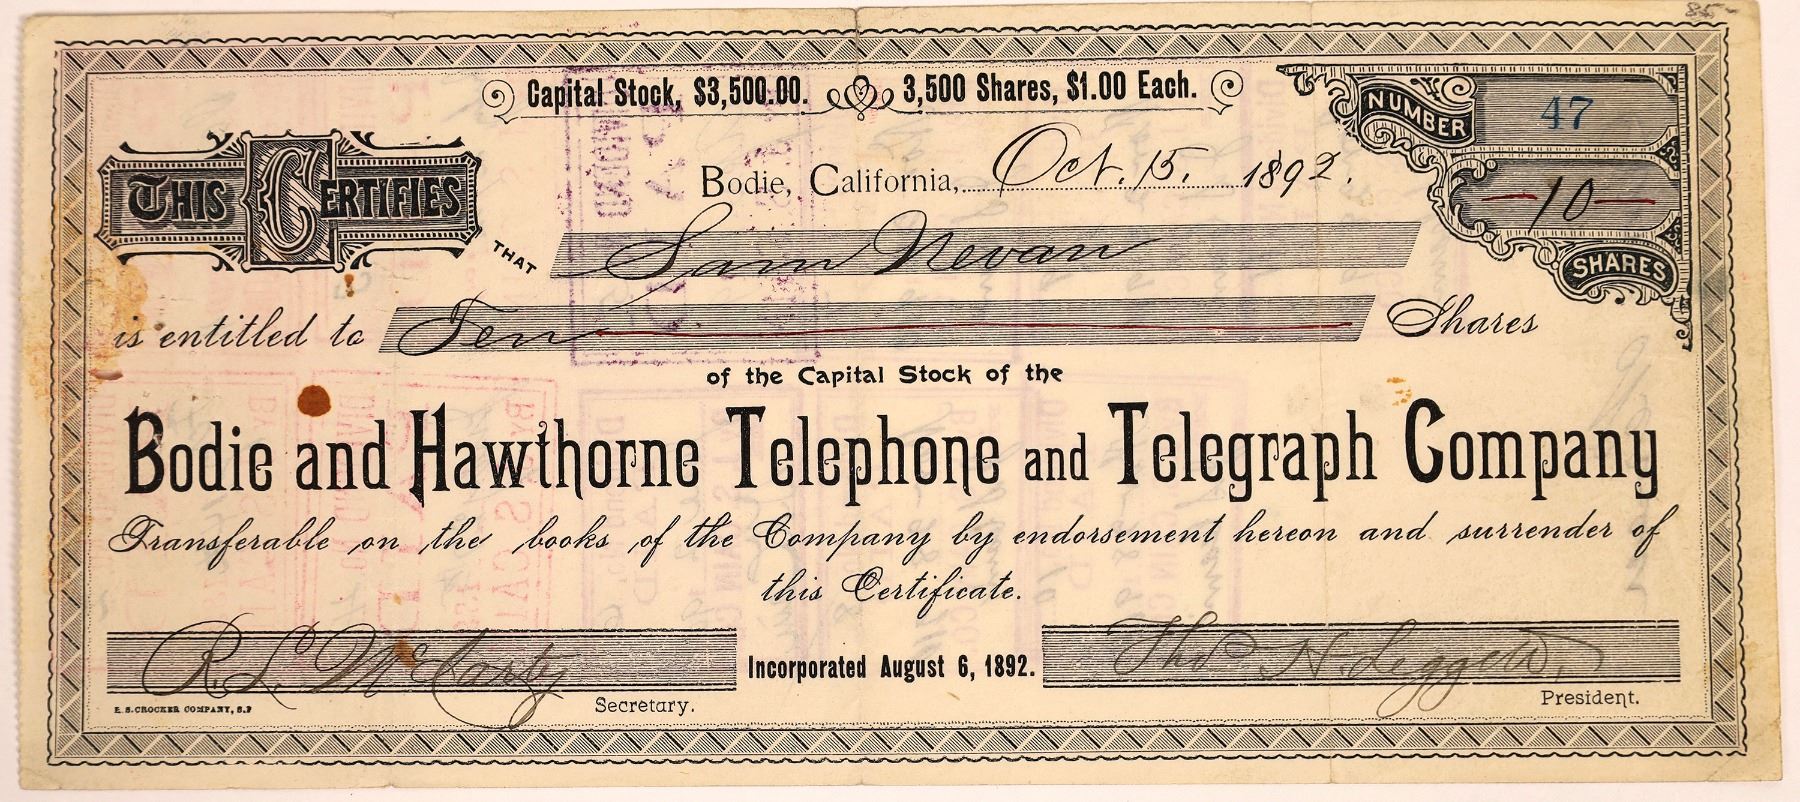 85-
Capital Stock, $3,500.00. 3,500 Shares, $1.00 Each.
NUMBER 47
Bodie, California, Oct. 15. 1892.
10 SHARES
THIS CERTIFIES
THAT Sam Nevan
is entitled to Ten Shares
of the Capital Stock of the
Bodie and Hawthorne Telephone and Telegraph Company
Transferable on the books of the Company by endorsement hereon and surrender of
this Certificate.
R. L. McCarty Incorporated August 6, 1892. Tho N. Leggett,
Secretary. President.
E. S. CROCKER COMPANY, S.F